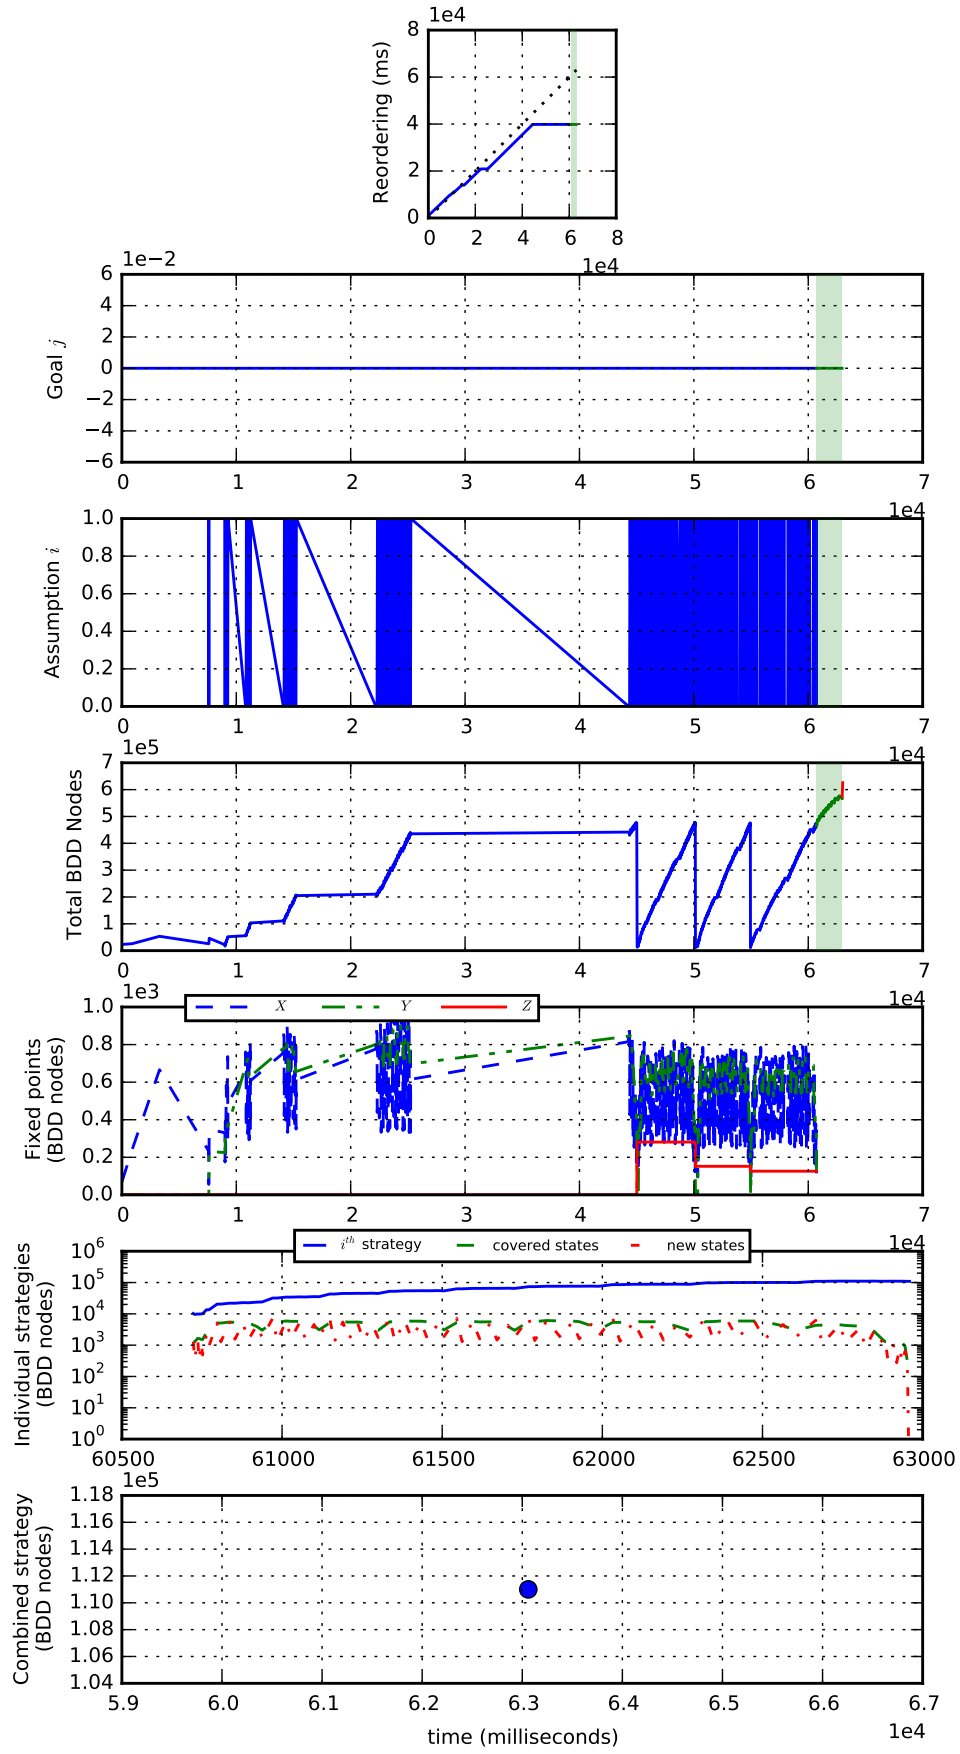 1e4
8
6
4
2
0
Reordering (ms)
0 2 4 6 8
1e4
1e−2
6
4
2
0
−2
−4
−6
Goal j
0 1 2 3 4 5 6 7
1e4
1.0
0.8
0.6
0.4
0.2
0.0
Assumption i
0 1 2 3 4 5 6 7
1e4
1e5
7
6
5
4
3
2
1
0
Total BDD Nodes
0 1 2 3 4 5 6 7
1e4
1e3
X Y Z
1.0
0.8
0.6
0.4
0.2
0.0
Fixed points
(BDD nodes)
0 1 2 3 4 5 6 7
1e4
i^th strategy covered states new states
10^6
10^5
10^4
10^3
10^2
10^1
10^0
Individual strategies
(BDD nodes)
60500 61000 61500 62000 62500 63000
1e5
1.18
1.16
1.14
1.12
1.10
1.08
1.06
1.04
Combined strategy
(BDD nodes)
5.9 6.0 6.1 6.2 6.3 6.4 6.5 6.6 6.7
time (milliseconds)
1e4